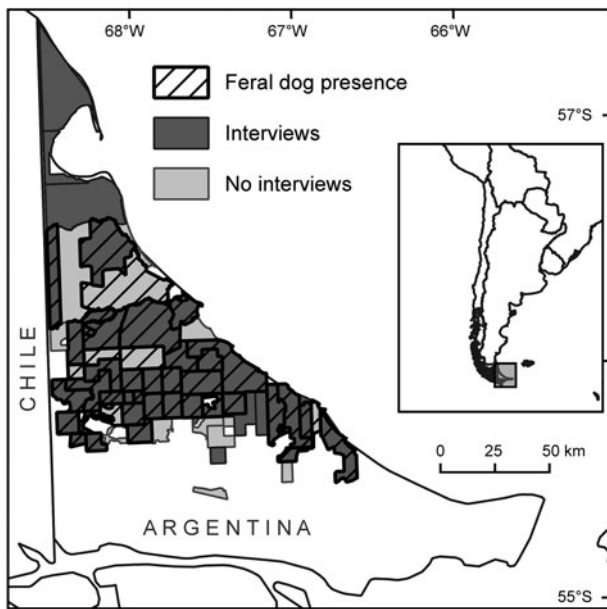 68°W 67°W 66°W
57°S
Feral dog presence
Interviews
No interviews
CHILE
0 25 50 km
ARGENTINA
55°S